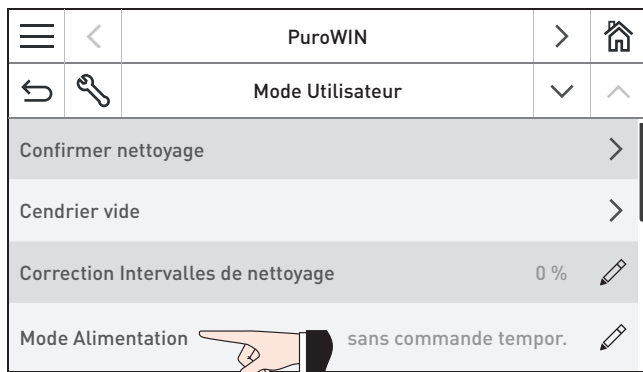 PuroWIN
Mode Utilisateur
Confirmer nettoyage
Cendrier vide
Correction Intervalles de nettoyage 0 %
Mode Alimentation sans commande tempor.